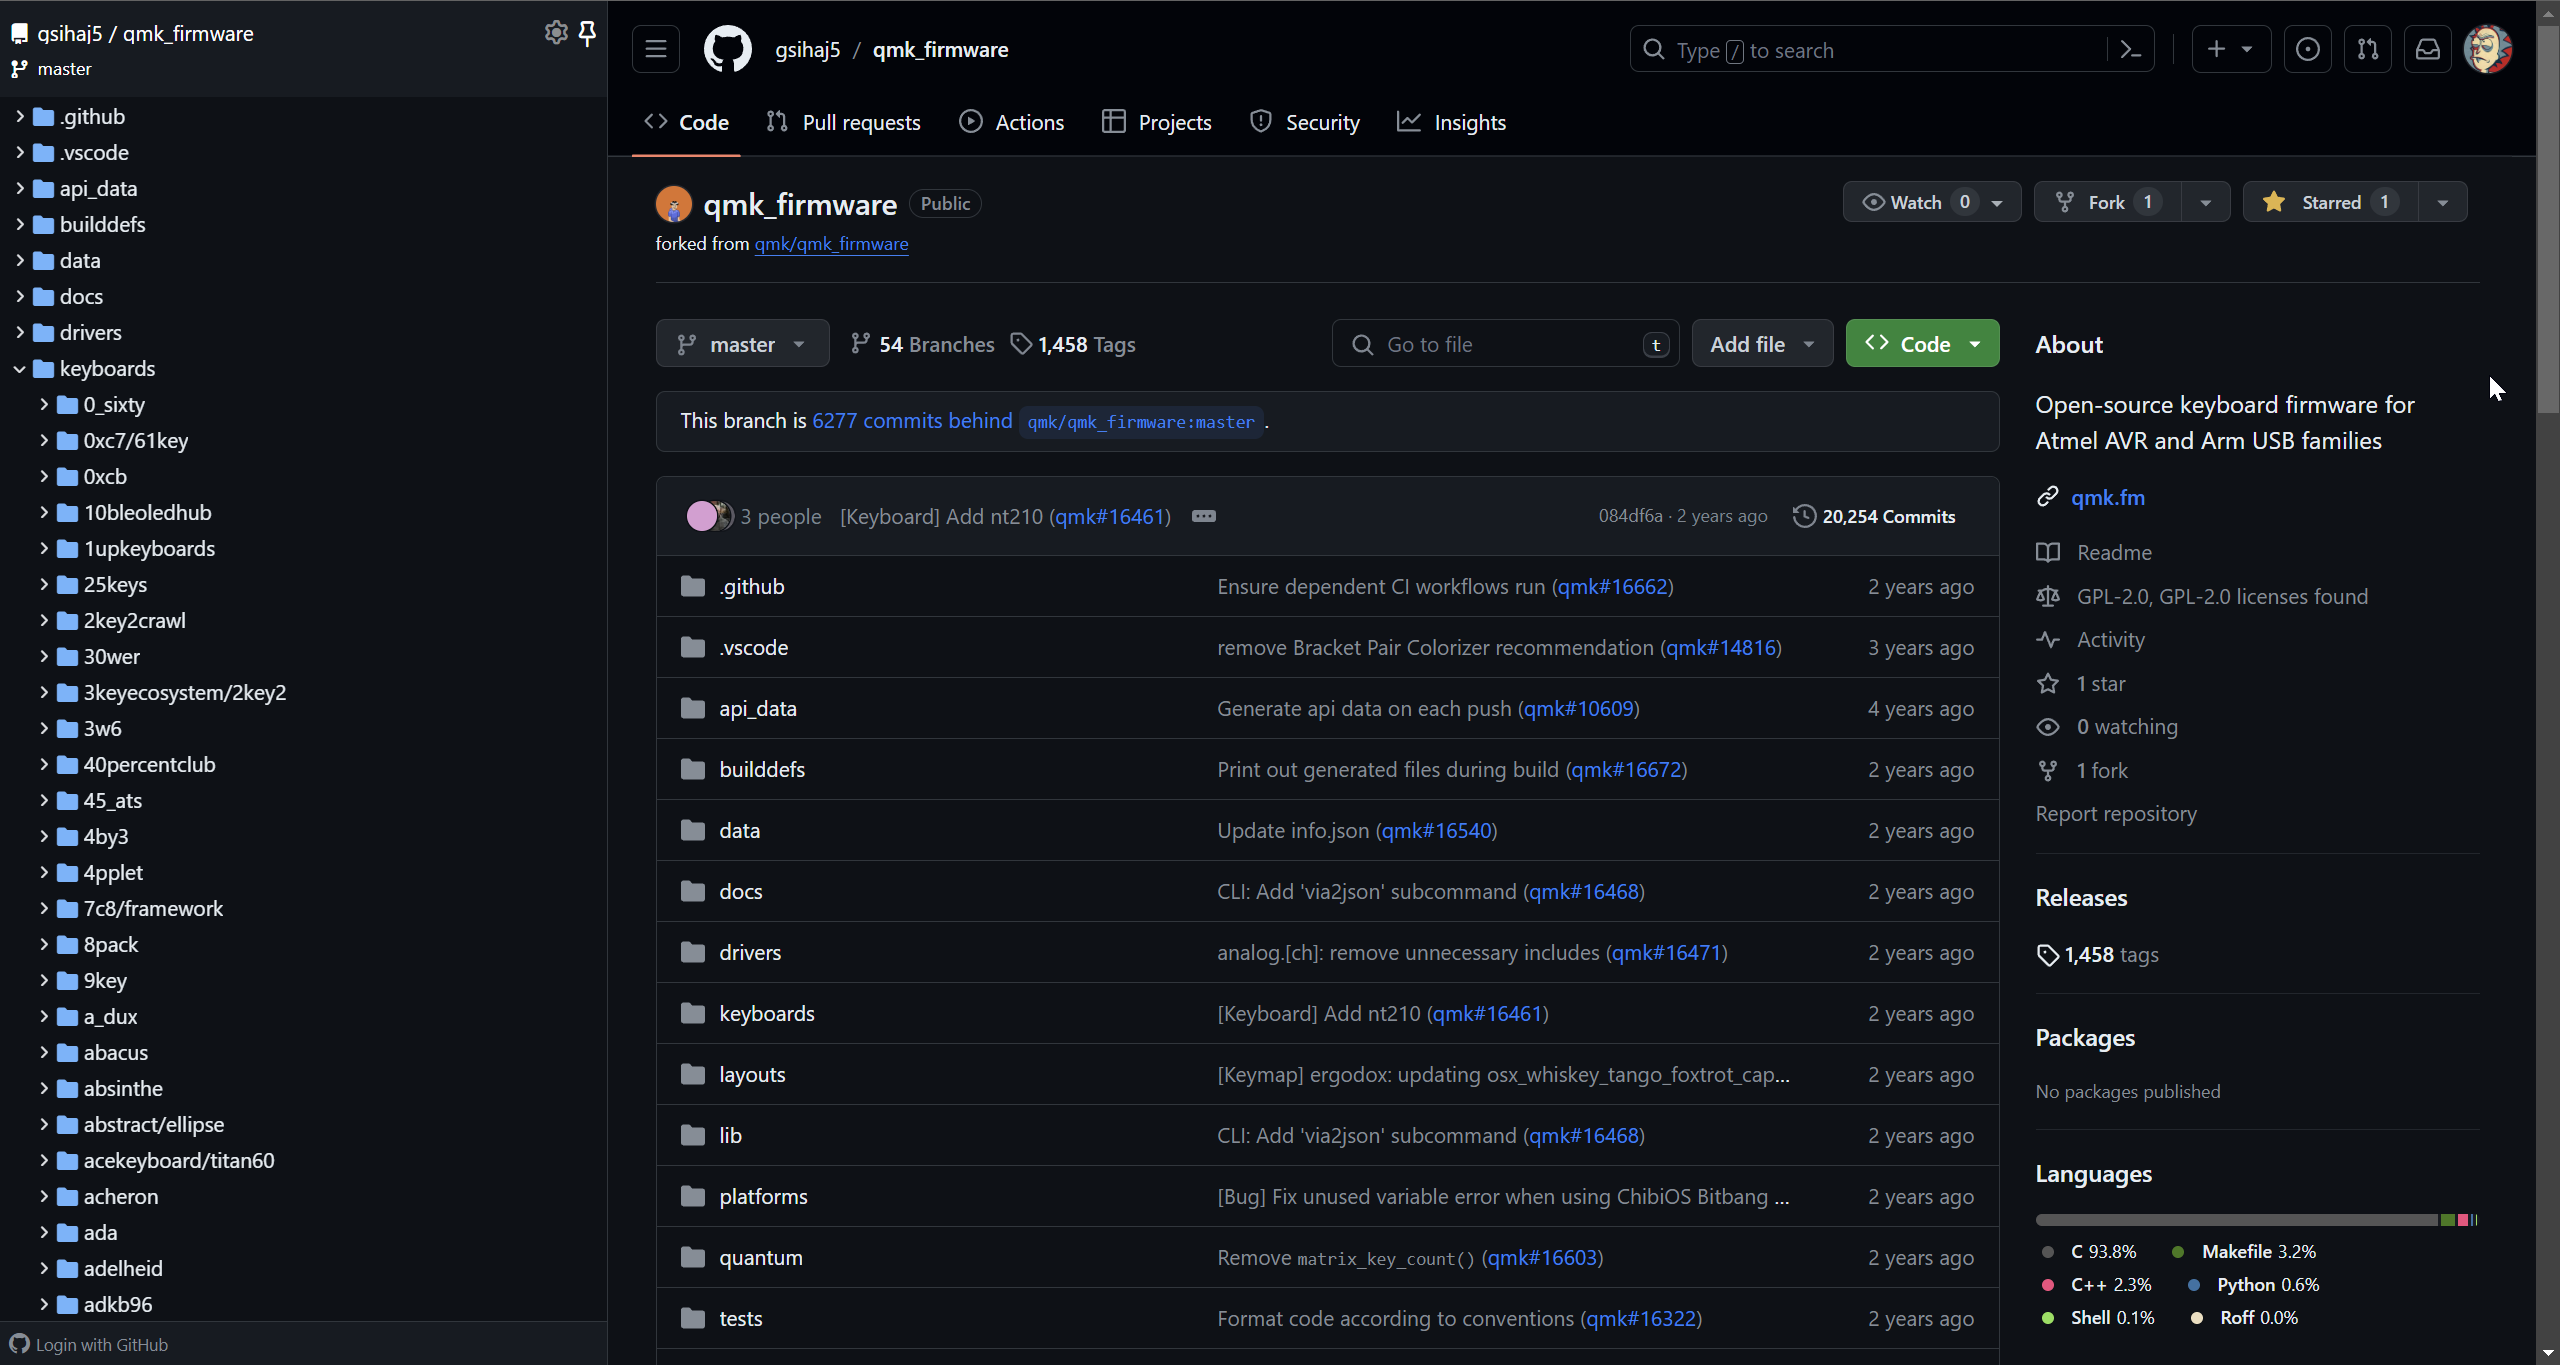 gsihaj5 / qmk_firmware
master
.github
.vscode
api_data
builddefs
data
docs
drivers
keyboards
0_sixty
0xc7/61key
0xcb
10bleoledhub
1upkeyboards
25keys
2key2crawl
30wer
3keyecosystem/2key2
3w6
40percentclub
45_ats
4by3
4pplet
7c8/framework
8pack
9key
a_dux
abacus
absinthe
abstract/ellipse
acekeyboard/titan60
acheron
ada
adelheid
adkb96
Login with GitHub
gsihaj5 / qmk_firmware
Type / to search
Code Pull requests Actions Projects Security Insights
qmk_firmware Public
forked from qmk/qmk_firmware
Watch 0 Fork 1 Starred 1
master 54 Branches 1,458 Tags Go to file t Add file Code
This branch is 6277 commits behind qmk/qmk_firmware:master .
3 people [Keyboard] Add nt210 (qmk#16461) 084df6a · 2 years ago 20,254 Commits
.github Ensure dependent CI workflows run (qmk#16662) 2 years ago
.vscode remove Bracket Pair Colorizer recommendation (qmk#14816) 3 years ago
api_data Generate api data on each push (qmk#10609) 4 years ago
builddefs Print out generated files during build (qmk#16672) 2 years ago
data Update info.json (qmk#16540) 2 years ago
docs CLI: Add 'via2json' subcommand (qmk#16468) 2 years ago
drivers analog.[ch]: remove unnecessary includes (qmk#16471) 2 years ago
keyboards [Keyboard] Add nt210 (qmk#16461) 2 years ago
layouts [Keymap] ergodox: updating osx_whiskey_tango_foxtrot_cap... 2 years ago
lib CLI: Add 'via2json' subcommand (qmk#16468) 2 years ago
platforms [Bug] Fix unused variable error when using ChibiOS Bitbang ... 2 years ago
quantum Remove matrix_key_count() (qmk#16603) 2 years ago
tests Format code according to conventions (qmk#16322) 2 years ago
About
Open-source keyboard firmware for
Atmel AVR and Arm USB families
qmk.fm
Readme
GPL-2.0, GPL-2.0 licenses found
Activity
1 star
0 watching
1 fork
Report repository
Releases
1,458 tags
Packages
No packages published
Languages
C 93.8% Makefile 3.2%
C++ 2.3% Python 0.6%
Shell 0.1% Roff 0.0%